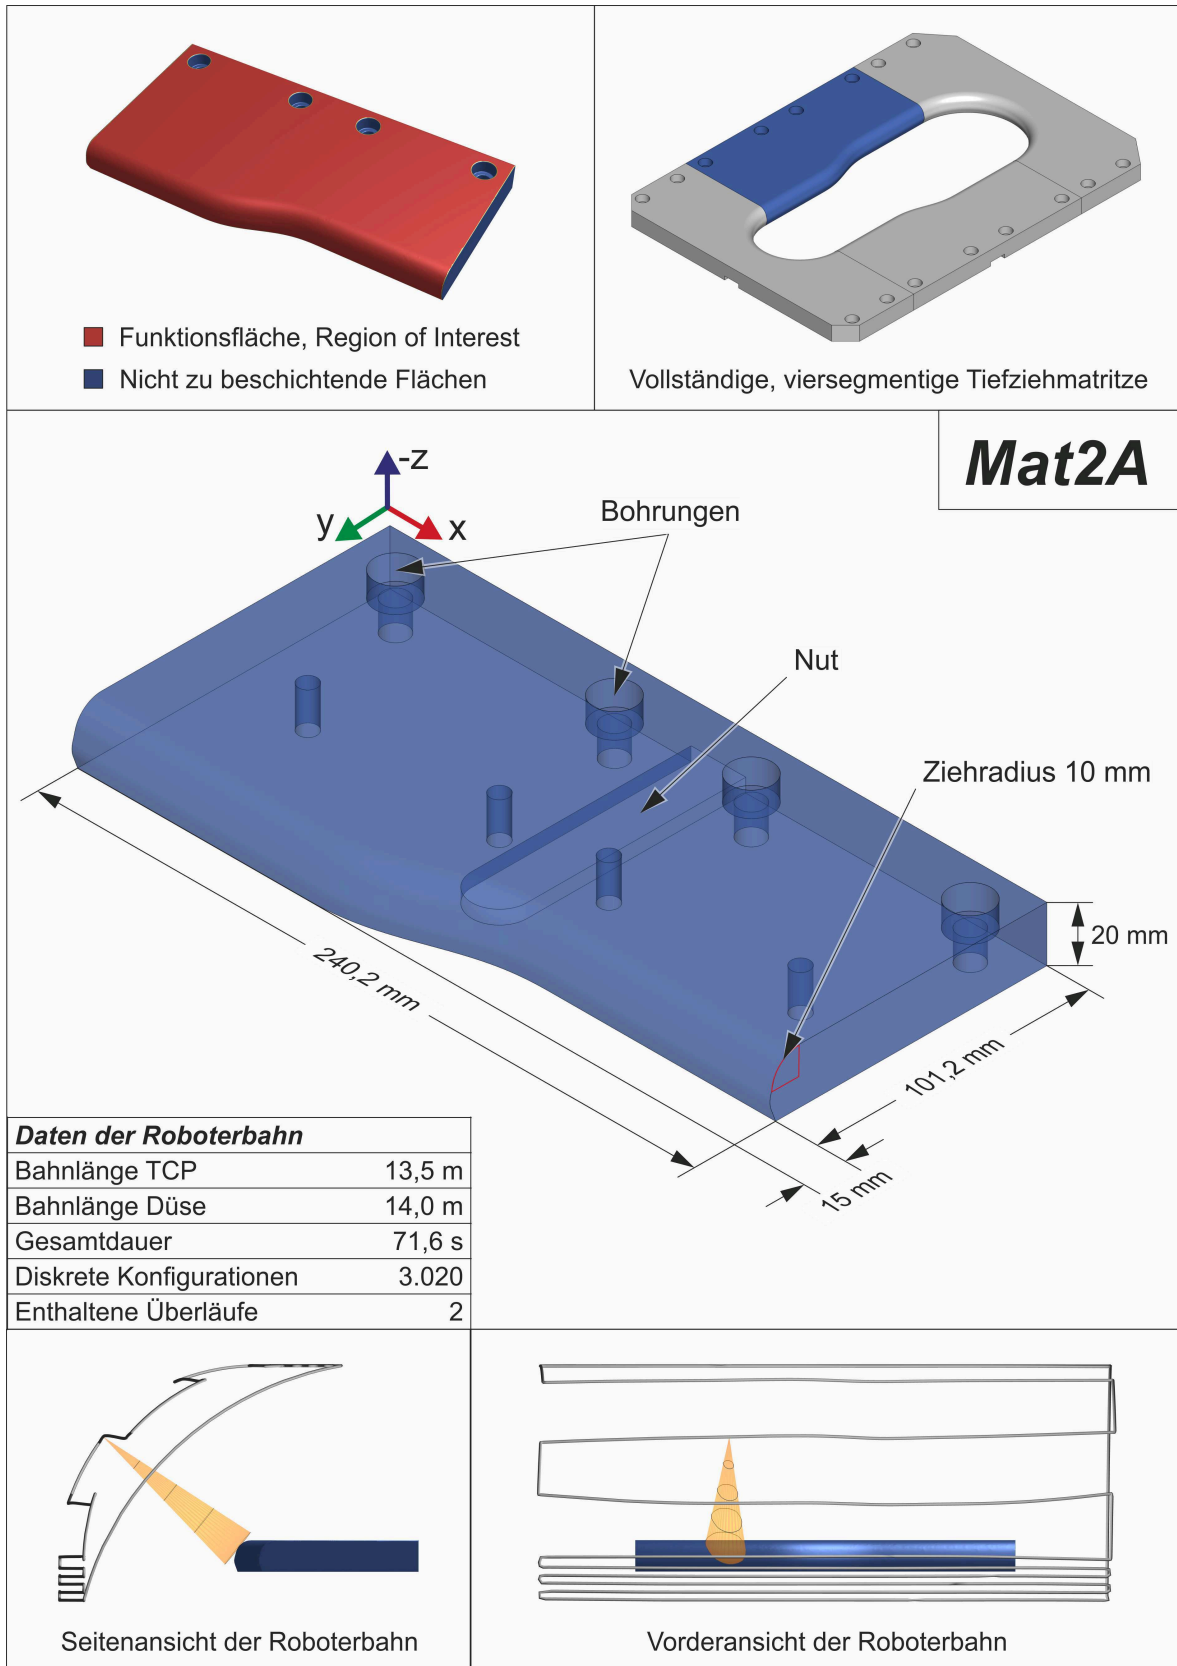 Funktionsfläche, Region of Interest
Nicht zu beschichtende Flächen
Vollständige, viersegmentige Tiefziehmatritze
Mat2A
-z
y
x
Bohrungen
Nut
Ziehradius 10 mm
20 mm
240,2 mm
101,2 mm
15 mm
Daten der Roboterbahn
Bahnlänge TCP 13,5 m
Bahnlänge Düse 14,0 m
Gesamtdauer 71,6 s
Diskrete Konfigurationen 3.020
Enthaltene Überläufe 2
Seitenansicht der Roboterbahn
Vorderansicht der Roboterbahn